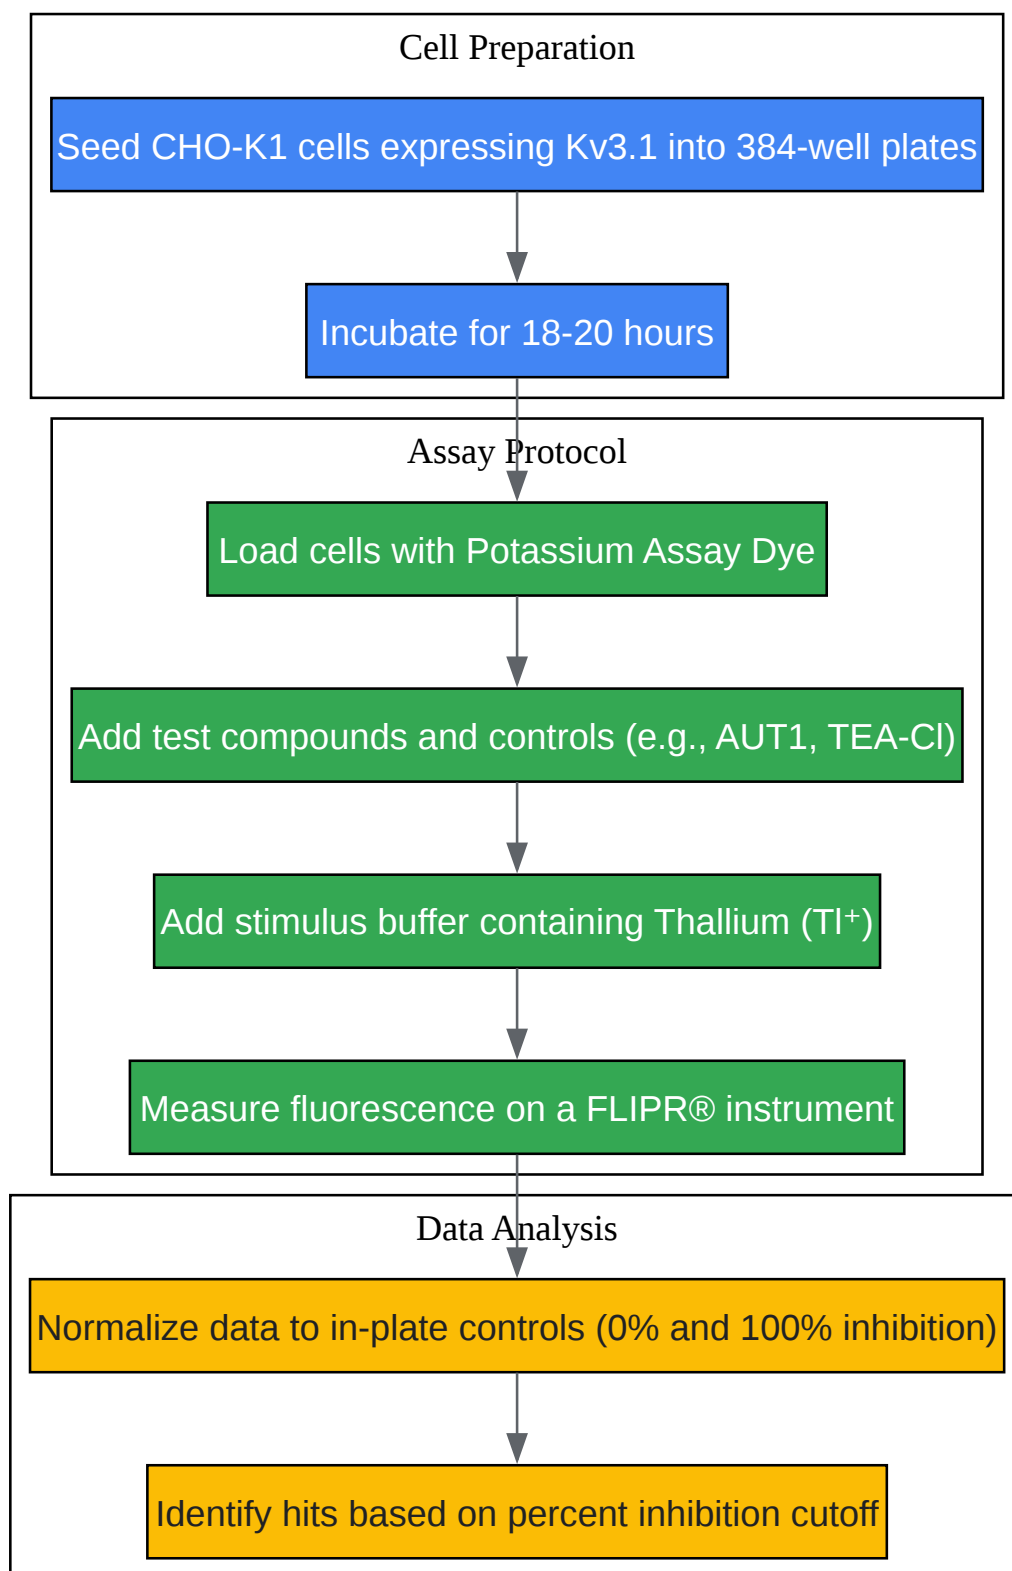 Cell Preparation
Seed CHO-K1 cells expressing Kv3.1 into 384-well plates
Incubate for 18-20 hours
Assay Protocol
Load cells with Potassium Assay Dye
Add test compounds and controls (e.g., AUT1, TEA-Cl)
Add stimulus buffer containing Thallium (Tl⁺)
Measure fluorescence on a FLIPR® instrument
Data Analysis
Normalize data to in-plate controls (0% and 100% inhibition)
Identify hits based on percent inhibition cutoff